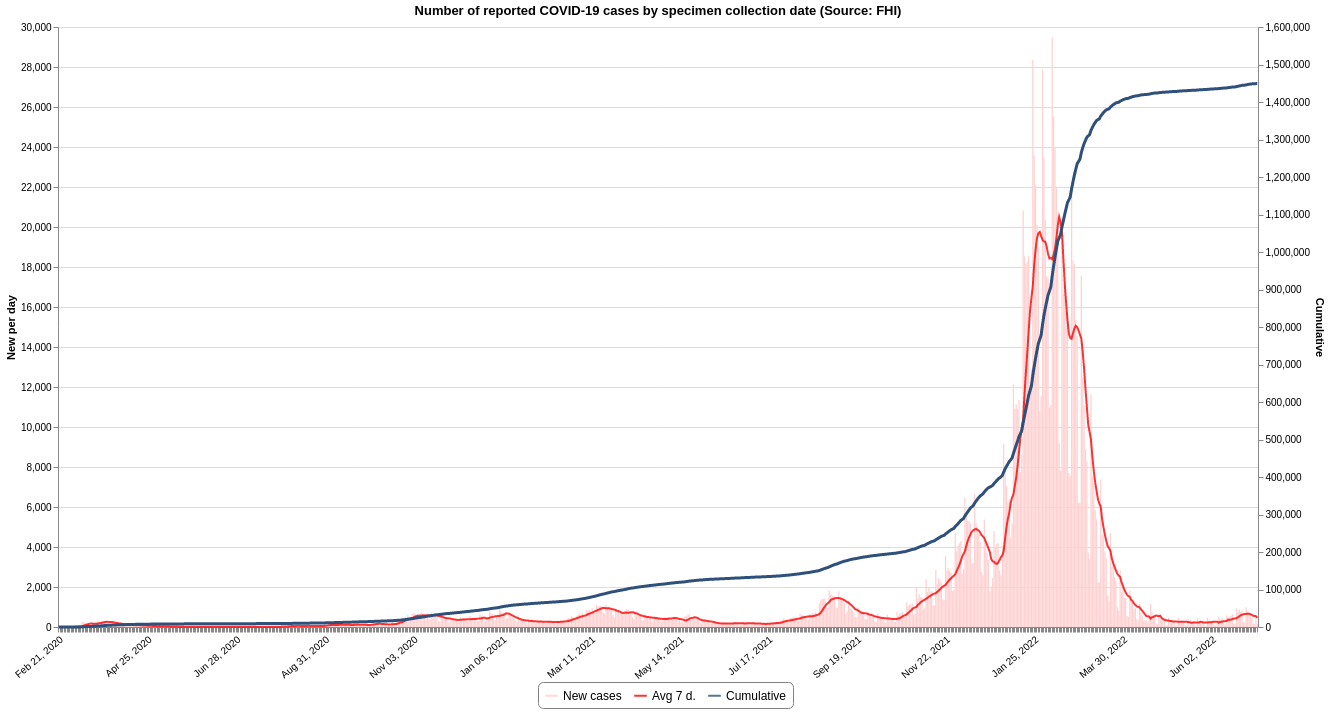 Number of reported COVID-19 cases by specimen collection date (Source: FHI)
30,000
28,000
26,000
24,000
22,000
20,000
18,000
16,000
14,000
12,000
10,000
8,000
6,000
4,000
2,000
0
New per day
1,600,000
1,500,000
1,400,000
1,300,000
1,200,000
1,100,000
1,000,000
900,000
800,000
700,000
600,000
500,000
400,000
300,000
200,000
100,000
0
Cumulative
Feb 21, 2020
Apr 25, 2020
Jun 28, 2020
Aug 31, 2020
Nov 03, 2020
Jan 06, 2021
Mar 11, 2021
May 14, 2021
Jul 17, 2021
Sep 19, 2021
Nov 22, 2021
Jan 25, 2022
Mar 30, 2022
Jun 02, 2022
New cases Avg 7 d. Cumulative